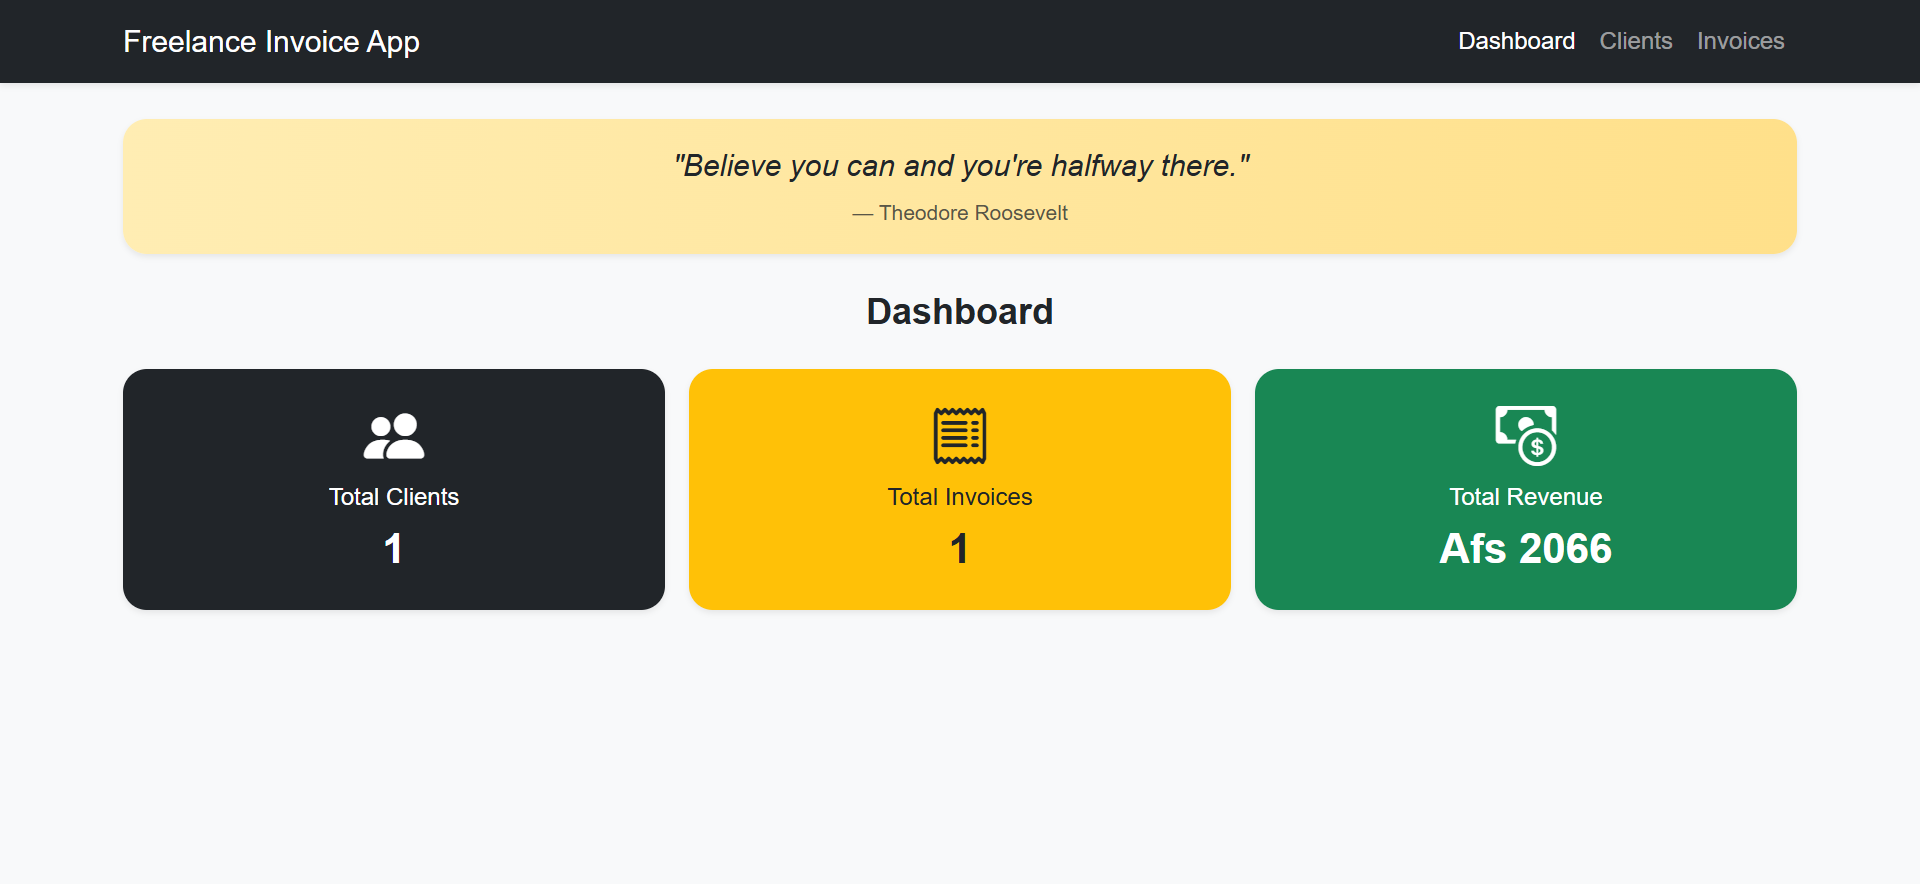 Freelance Invoice App
Dashboard Clients Invoices
"Believe you can and you're halfway there."
— Theodore Roosevelt
Dashboard
Total Clients
1
Total Invoices
1
$
Total Revenue
Afs 2066